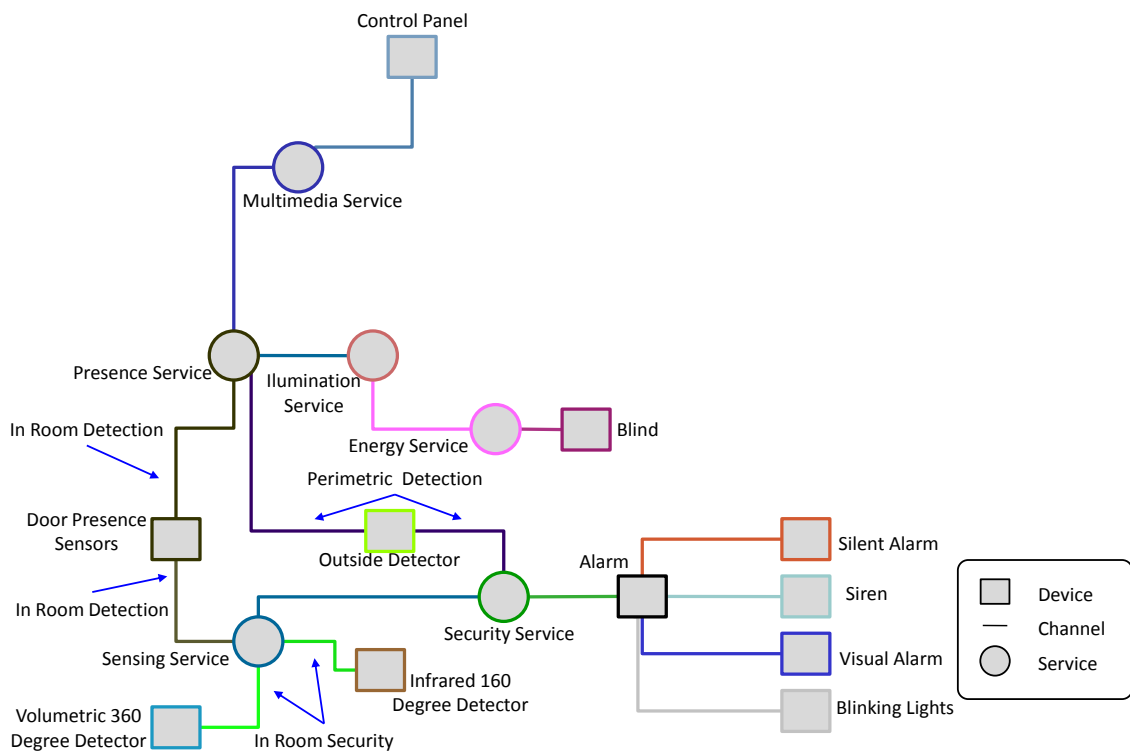 Control Panel
Multimedia Service
Presence Service
Ilumination
Service
In Room Detection
Energy Service
Blind
Perimetric  Detection
Door Presence
Sensors
Outside Detector
Alarm
Silent Alarm
Siren
Visual Alarm
Blinking Lights
In Room Detection
Security Service
Sensing Service
Infrared 160
Degree Detector
Volumetric 360
Degree Detector
In Room Security
Device
Channel
Service